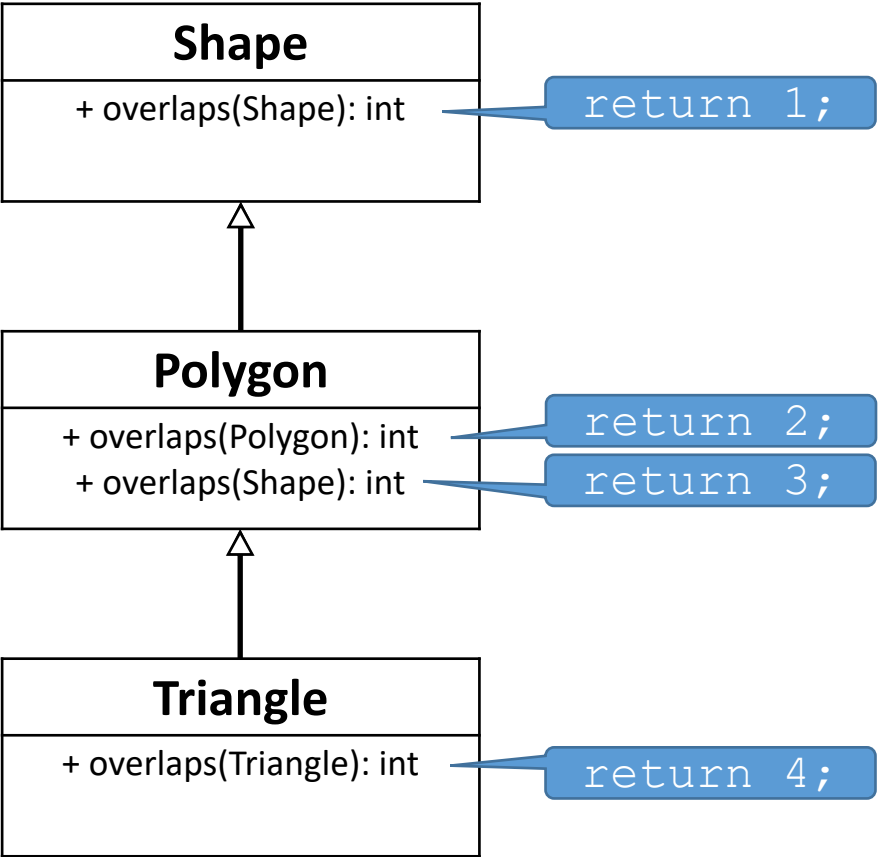 Shape
+ overlaps(Shape): int
return 1;
Polygon
+ overlaps(Polygon): int
return 2;
+ overlaps(Shape): int
return 3;
Triangle
+ overlaps(Triangle): int
return 4;